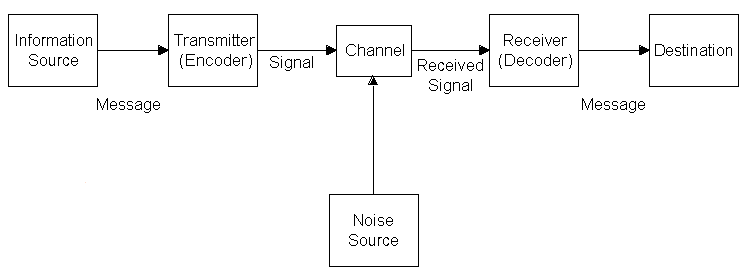 Information
Source
Transmitter
(Encoder)
Channel
Receiver
(Decoder)
Destination
Message
Signal
Received
Signal
Message
Noise
Source